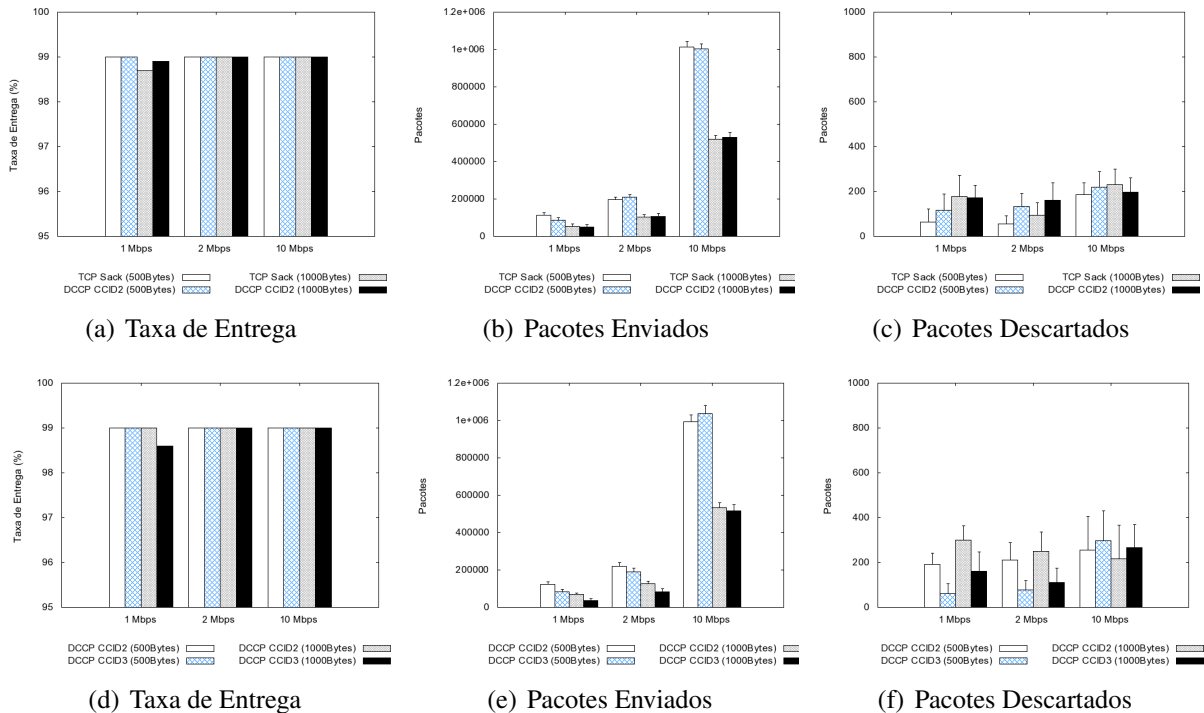 100
99
98
97
96
95
Taxa de Entrega (%)
1 Mbps 2 Mbps 10 Mbps
TCP Sack (500Bytes) TCP Sack (1000Bytes)
DCCP CCID2 (500Bytes) DCCP CCID2 (1000Bytes)
(a) Taxa de Entrega
1.2e+006
1e+006
800000
600000
400000
200000
0
Pacotes
1 Mbps 2 Mbps 10 Mbps
TCP Sack (500Bytes) TCP Sack (1000Bytes)
DCCP CCID2 (500Bytes) DCCP CCID2 (1000Bytes)
(b) Pacotes Enviados
1000
800
600
400
200
0
Pacotes
1 Mbps 2 Mbps 10 Mbps
TCP Sack (500Bytes) TCP Sack (1000Bytes)
DCCP CCID2 (500Bytes) DCCP CCID2 (1000Bytes)
(c) Pacotes Descartados
100
99
98
97
96
95
Taxa de Entrega (%)
1 Mbps 2 Mbps 10 Mbps
DCCP CCID2 (500Bytes) DCCP CCID2 (1000Bytes)
DCCP CCID3 (500Bytes) DCCP CCID3 (1000Bytes)
(d) Taxa de Entrega
1.2e+006
1e+006
800000
600000
400000
200000
0
Pacotes
1 Mbps 2 Mbps 10 Mbps
DCCP CCID2 (500Bytes) DCCP CCID2 (1000Bytes)
DCCP CCID3 (500Bytes) DCCP CCID3 (1000Bytes)
(e) Pacotes Enviados
1000
800
600
400
200
0
Pacotes
1 Mbps 2 Mbps 10 Mbps
DCCP CCID2 (500Bytes) DCCP CCID2 (1000Bytes)
DCCP CCID3 (500Bytes) DCCP CCID3 (1000Bytes)
(f) Pacotes Descartados